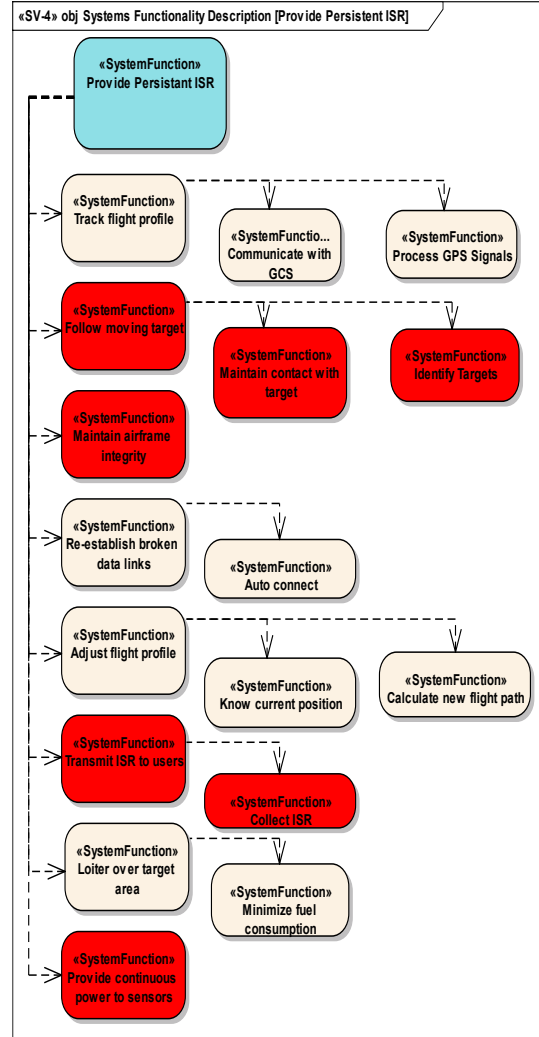 «SV-4» obj Systems Functionality Description [Provide Persistent ISR]
«SystemFunction»
Provide Persistant ISR
«SystemFunction»
Track flight profile
«SystemFunctio...
Communicate with
GCS
«SystemFunction»
Process GPS Signals
«SystemFunction»
Follow moving target
«SystemFunction»
Maintain contact with
target
«SystemFunction»
Identify Targets
«SystemFunction»
Maintain airframe
integrity
«SystemFunction»
Re-establish broken
data links
«SystemFunction»
Auto connect
«SystemFunction»
Adjust flight profile
«SystemFunction»
Know current position
«SystemFunction»
Calculate new flight path
«SystemFunction»
Transmit ISR to users
«SystemFunction»
Collect ISR
«SystemFunction»
Loiter over target
area
«SystemFunction»
Minimize fuel
consumption
«SystemFunction»
Provide continuous
power to sensors